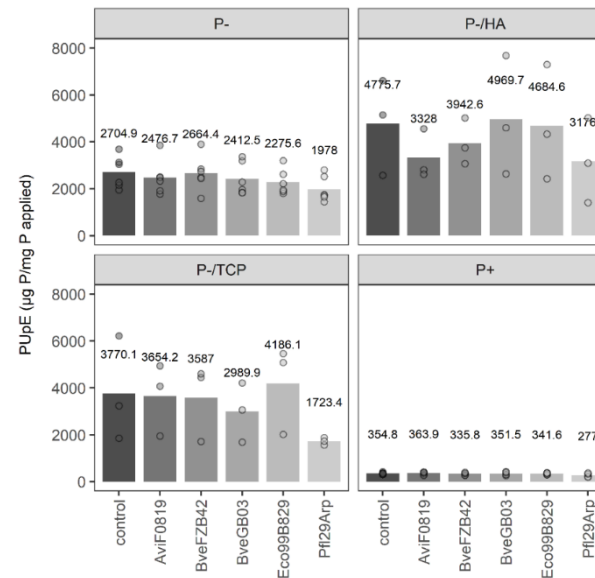 P-
P-/HA
8000
6000
4000
2000
0
2704.9
2476.7
2664.4
2412.5
2275.6
1978
4775.7
3328
3942.6
4969.7
4684.6
3176
PUpE (µg P/mg P applied)
P-/TCP
P+
8000
6000
4000
2000
0
3770.1
3654.2
3587
2989.9
4186.1
1723.4
354.8
363.9
335.8
351.5
341.6
277
control
AviF0819
BveFZB42
BveGB03
Eco99B829
Pfl29Arp
control
AviF0819
BveFZB42
BveGB03
Eco99B829
Pfl29Arp